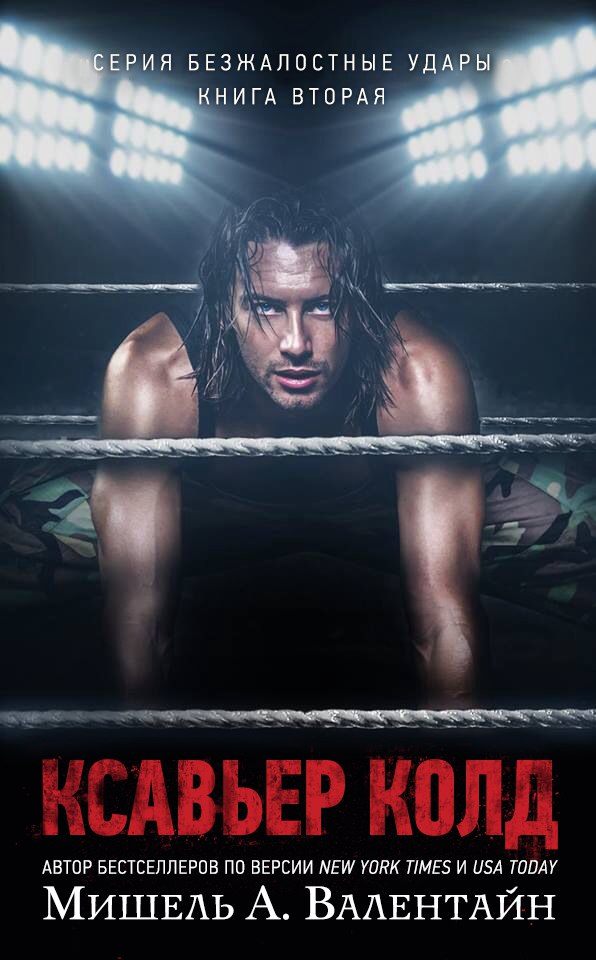 СЕРИЯ БЕЗЖАЛОСТНЫЕ УДАРЫ
КНИГА ВТОРАЯ
КСАВЬЕР КОЛД
АВТОР БЕСТСЕЛЛЕРОВ ПО ВЕРСИИ NEW YORK TIMES И USA TODAY
Мишель А. Валентайн